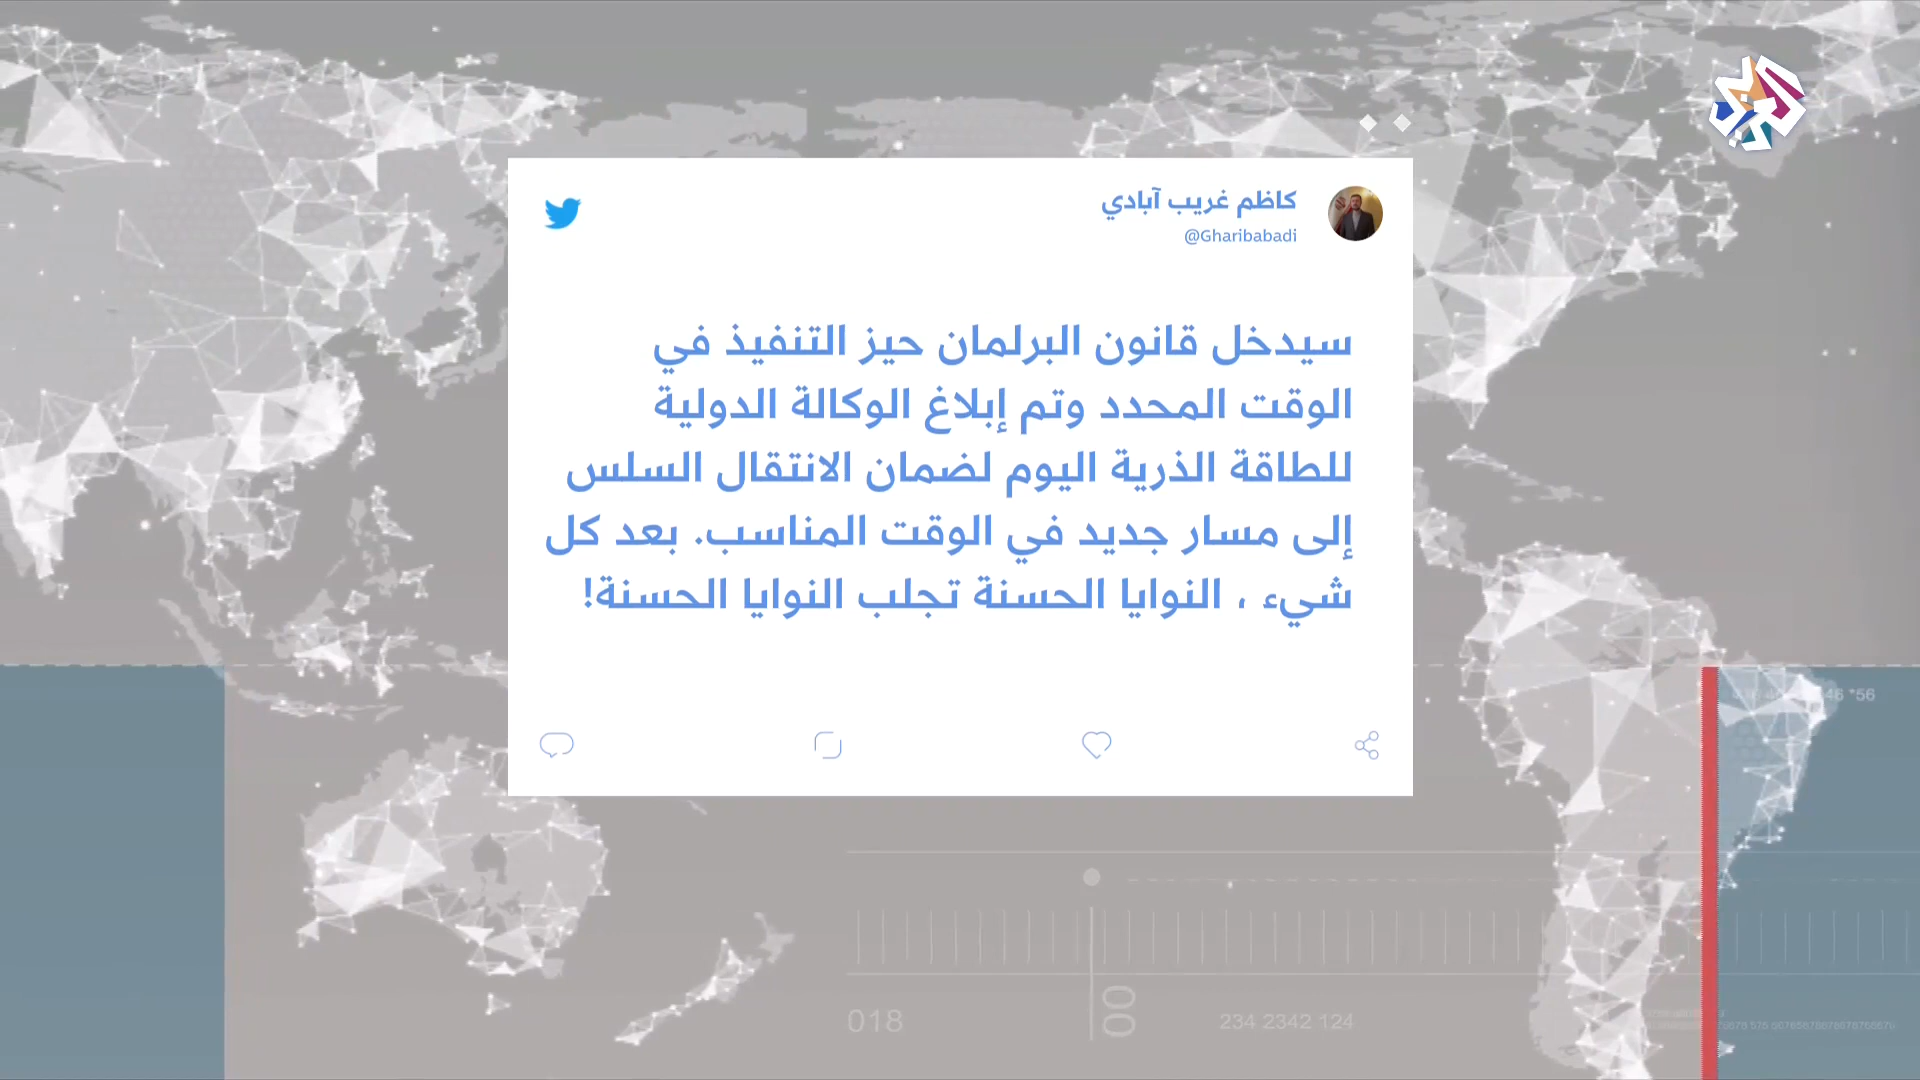 كاظم غريب آبادي
@Gharibabadi
سيدخل قانون البرلمان حيز التنفيذ في
الوقت المحدد وتم إبلاغ الوكالة الدولية
للطاقة الذرية اليوم لضمان الانتقال السلس
إلى مسار جديد في الوقت المناسب. بعد كل
شيء ، النوايا الحسنة تجلب النوايا الحسنة!
018
00
234 2342 124